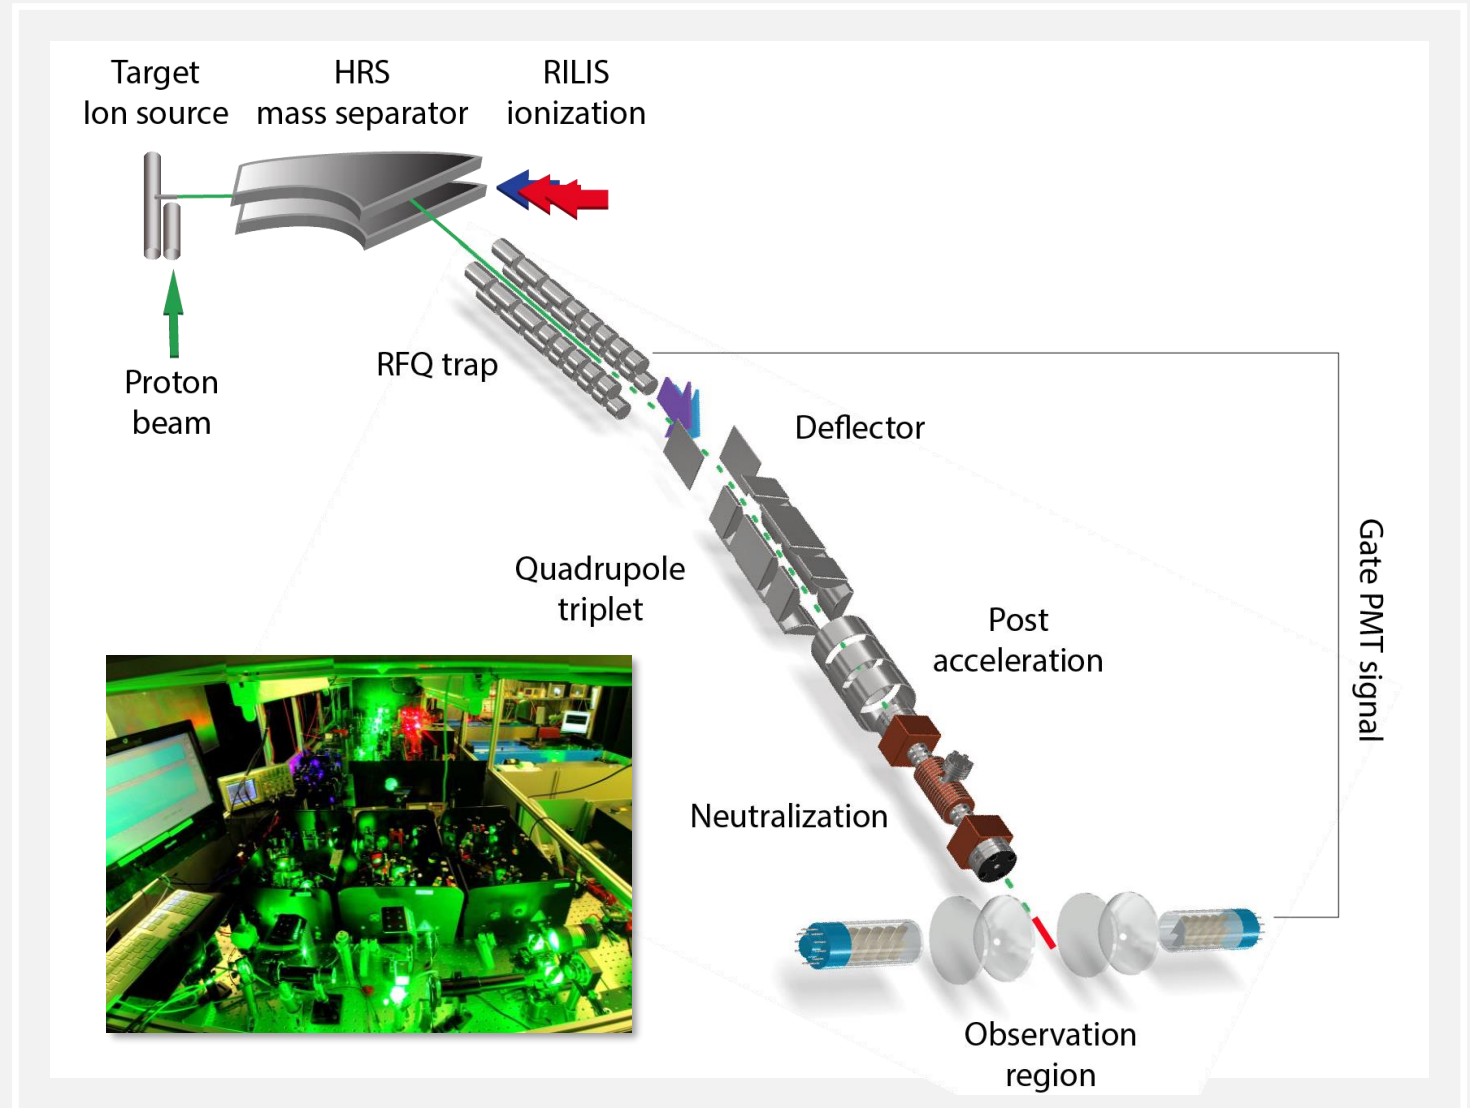 Target
Ion source
HRS
mass separator
RILIS
ionization
Proton
beam
RFQ trap
Deflector
Quadrupole
triplet
Post
acceleration
Gate PMT signal
Neutralization
Observation
region